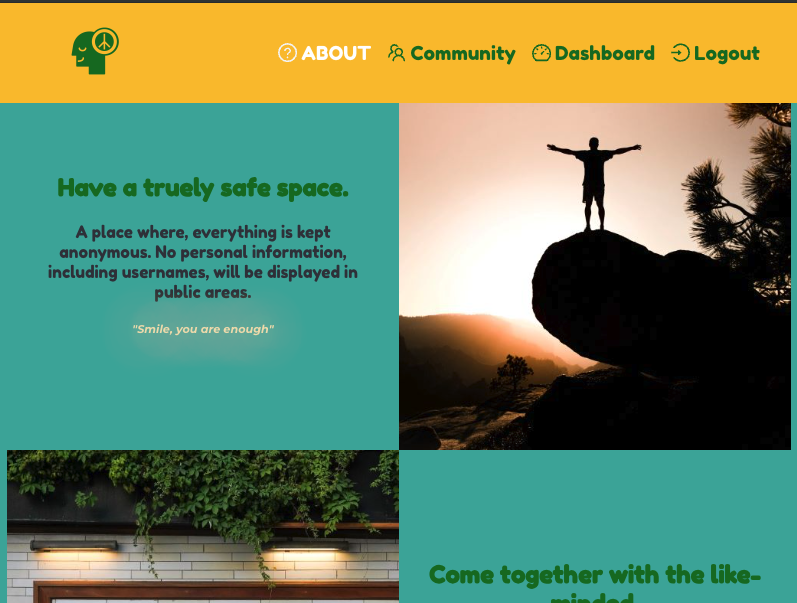 ABOUT Community Dashboard Logout
Have a truely safe space.
A place where, everything is kept
anonymous. No personal information,
including usernames, will be displayed in
public areas.
"Smile, you are enough"
Come together with the like-
minded